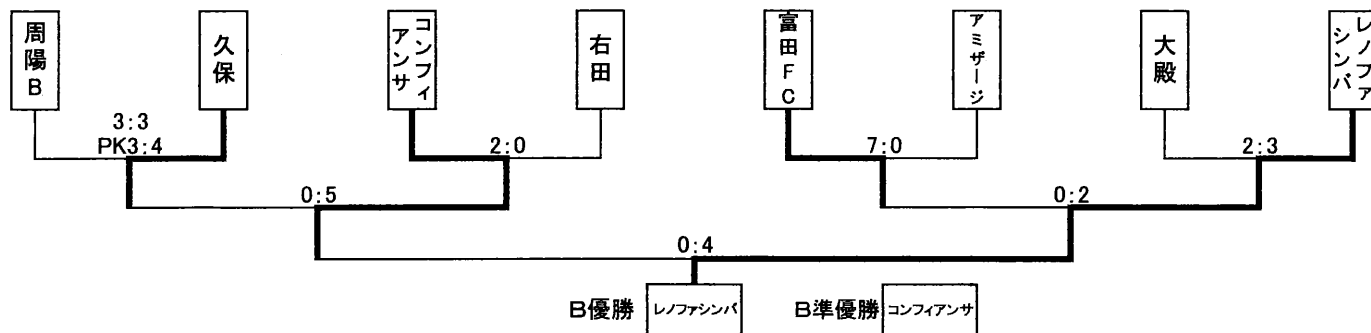 周陽B
久保
コンフィアンサ
右田
富田FC
アミザージ
大殿
レノファシンバ
3:3
PK3:4
2:0
7:0
2:3
0:5
0:2
0:4
B優勝 レノファシンバ B準優勝 コンフィアンサ